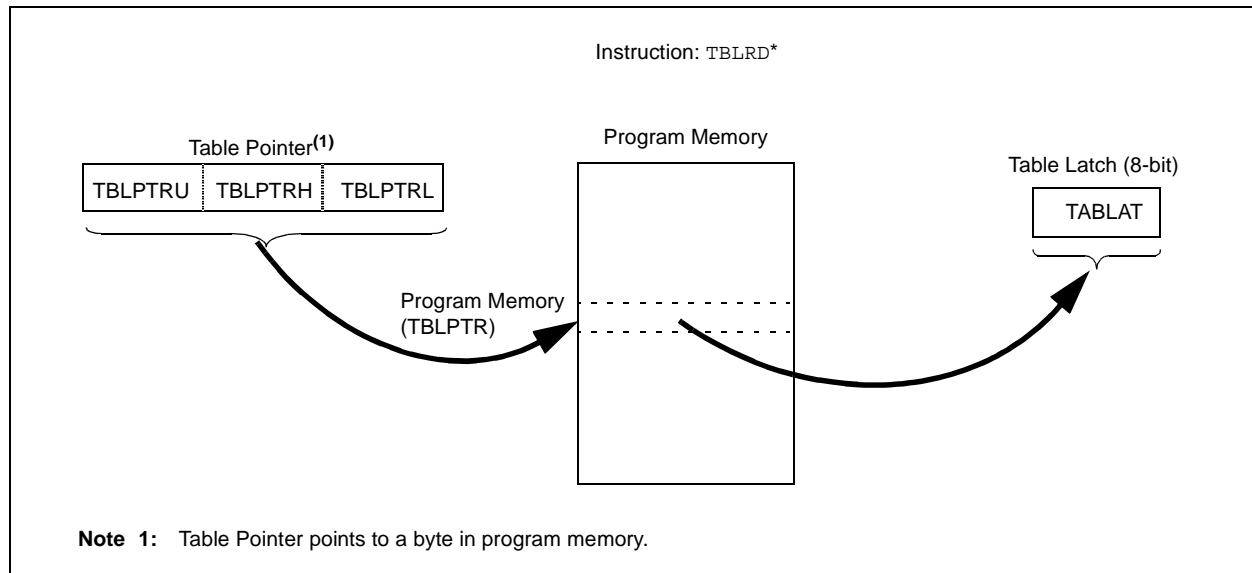 Instruction: TBLRD*
Table Pointer(1)
TBLPTRU TBLPTRH TBLPTRL
Program Memory
Table Latch (8-bit)
TABLAT
Program Memory
(TBLPTR)
Note 1: Table Pointer points to a byte in program memory.